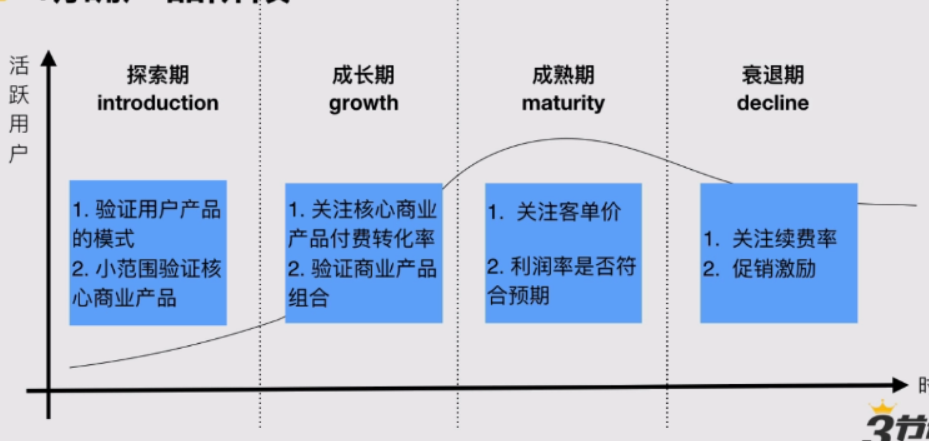 活
跃
用
户
探索期
introduction
成长期
growth
成熟期
maturity
衰退期
decline
1. 验证用户产品
的模式
2. 小范围验证核
心商业产品
1. 关注核心商业
产品付费转化率
2. 验证商业产品
组合
1. 关注客单价
2. 利润率是否符
合预期
1. 关注续费率
2. 促销激励
3节